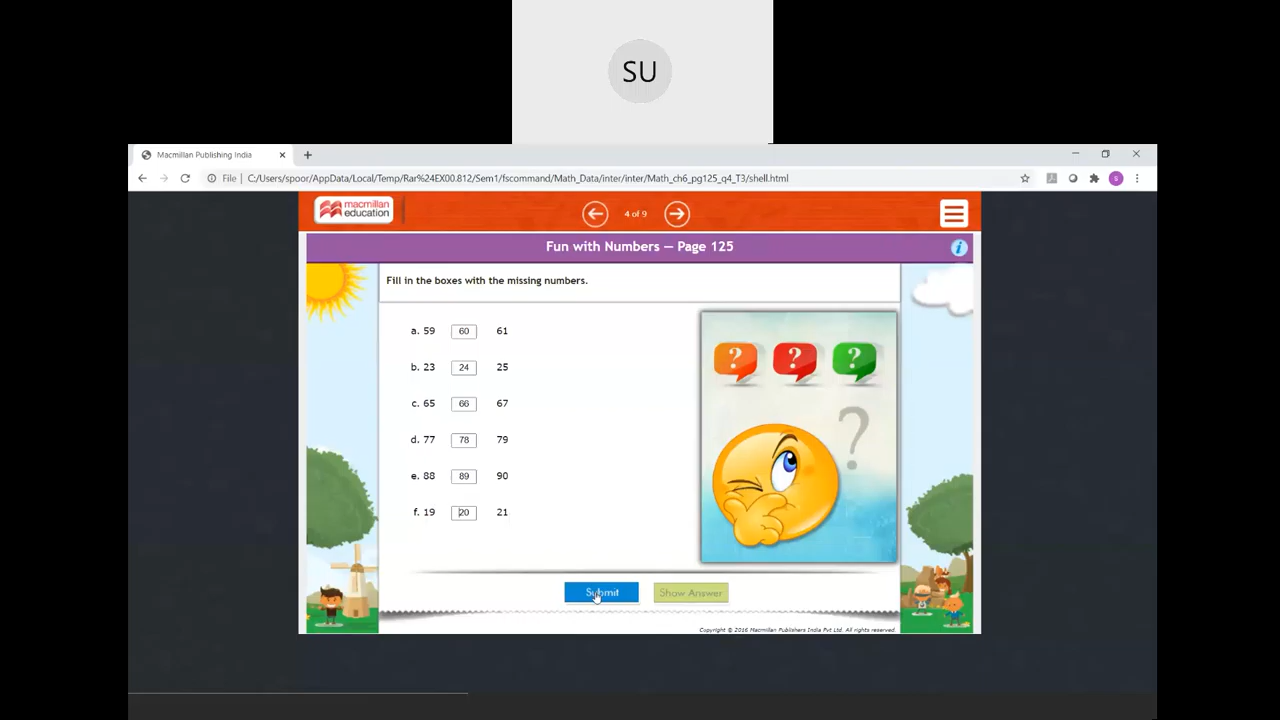 SU
Macmillan Publishing India
File | C:/Users/spoor/AppData/Local/Temp/Rar%24EX00.812/Sem1/fscommand/Math_Data/inter/inter/Math_ch6_pg125_q4_T3/shell.html
S
macmillan
education
4 of 9
Fun with Numbers — Page 125
i
Fill in the boxes with the missing numbers.
a. 59 60 61
b. 23 24 25
c. 65 66 67
d. 77 78 79
e. 88 89 90
f. 19 20 21
? ? ?
?
Submit Show Answer
Copyright © 2016 Macmillan Publishers India Pvt Ltd. All rights reserved.